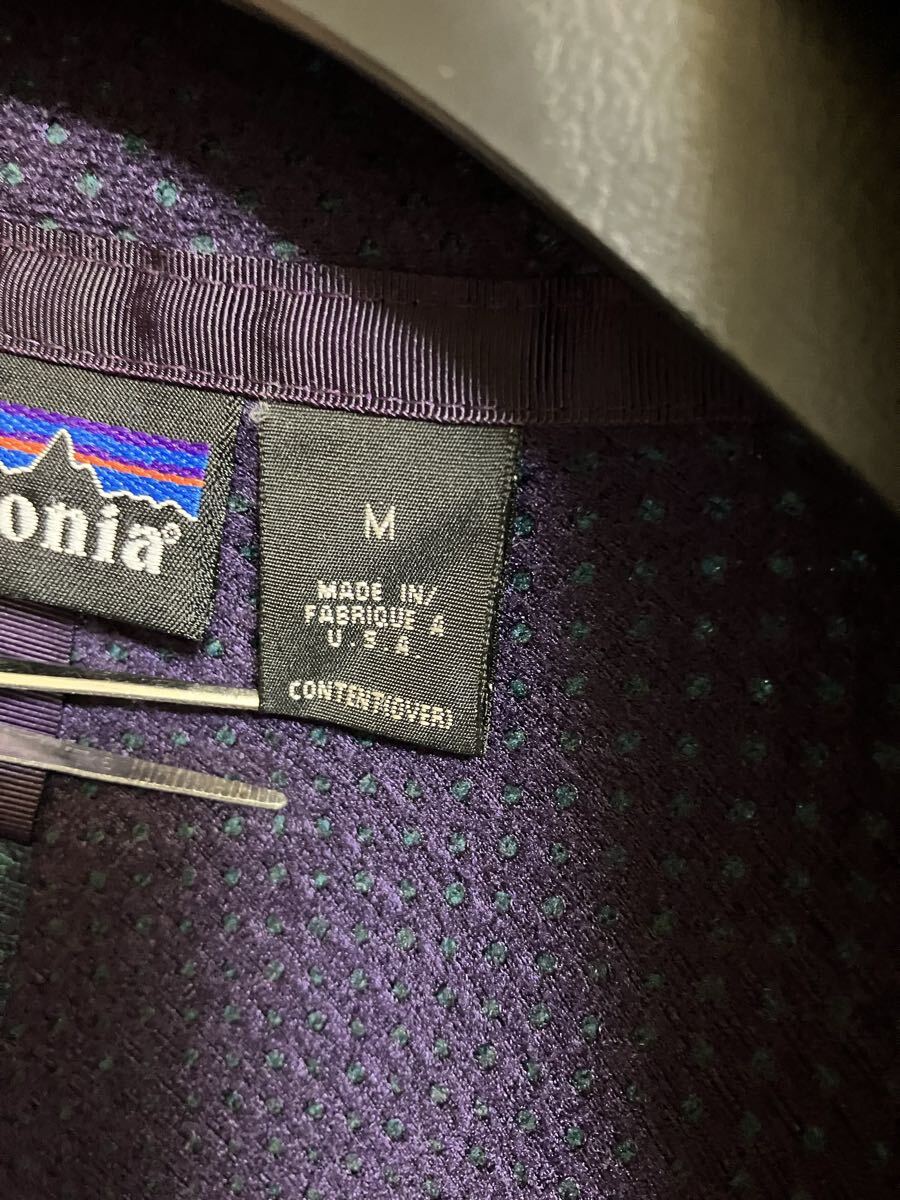 onia®
M
MADE IN/
FABRIQUE A
U.S.A
CONTENT(OVER)